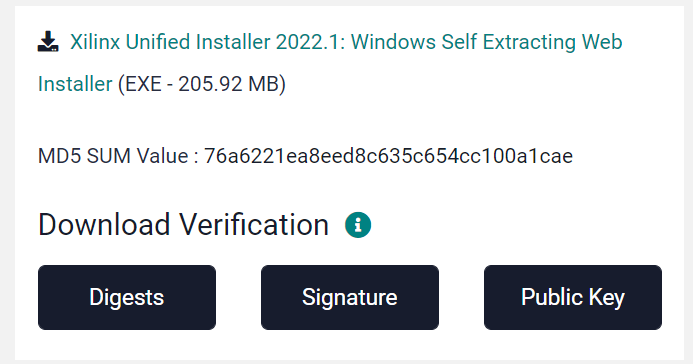 Xilinx Unified Installer 2022.1: Windows Self Extracting Web
Installer (EXE - 205.92 MB)
MD5 SUM Value : 76a6221ea8eed8c635c654cc100a1cae
Download Verification
Digests
Signature
Public Key